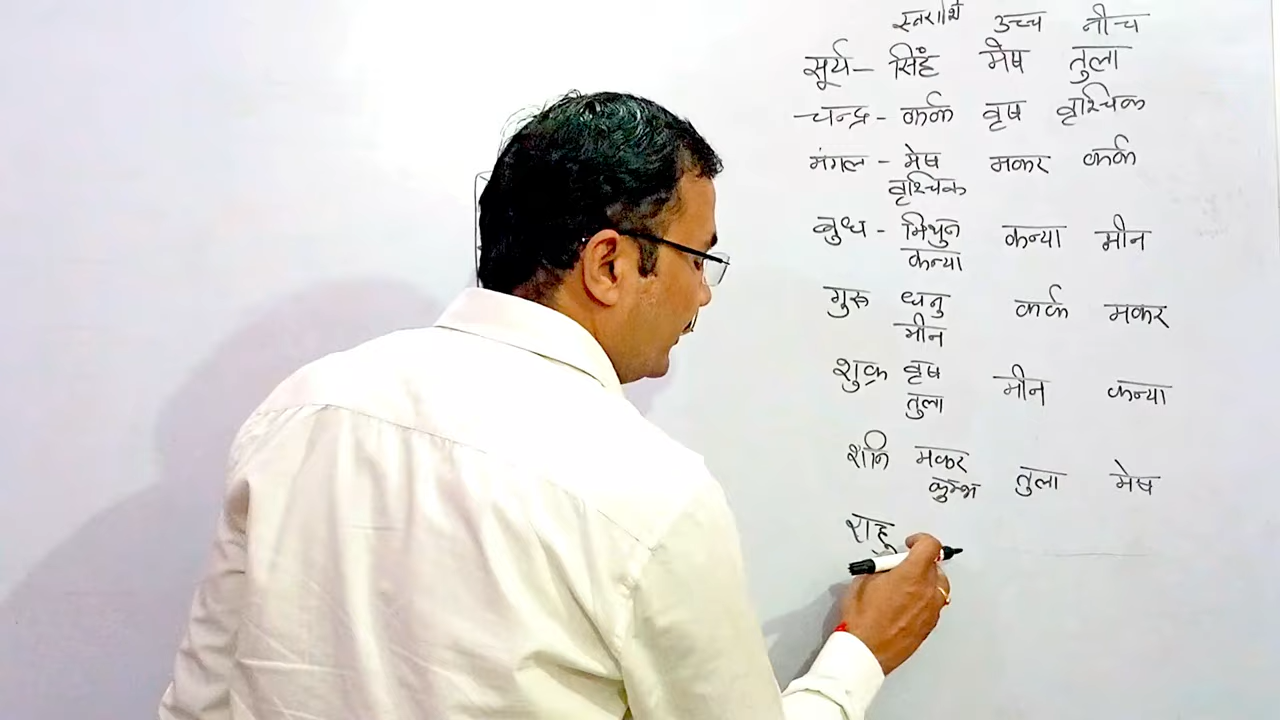 स्वराशि उच्च नीच
सूर्य – सिंह मेष तुला
चन्द्र - कर्क वृष वृश्चिक
मंगल - मेष मकर कर्क
वृश्चिक
बुध - मिथुन कन्या मीन
कन्या
गुरू धनु कर्क मकर
मीन
शुक्र वृष मीन कन्या
तुला
शनि मकर तुला मेष
कुम्भ
राहू